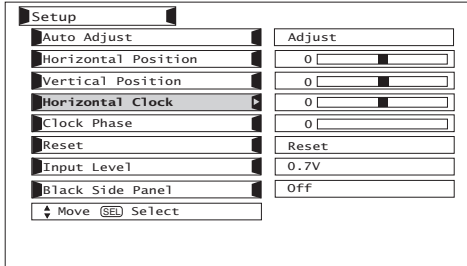 Setup
Auto Adjust Adjust
Horizontal Position 0
Vertical Position 0
Horizontal Clock 0
Clock Phase 0
Reset Reset
Input Level 0.7V
Black Side Panel Off
Move SEL Select